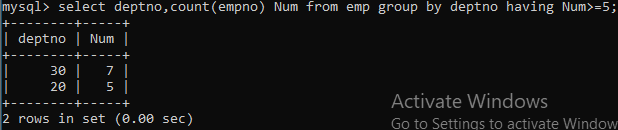 mysql> select deptno,count(empno) Num from emp group by deptno having Num>=5;
+--------+-----+
| deptno | Num |
+--------+-----+
|     30 |   7 |
|     20 |   5 |
+--------+-----+
2 rows in set (0.00 sec)
Activate Windows
Go to Settings to activate Window